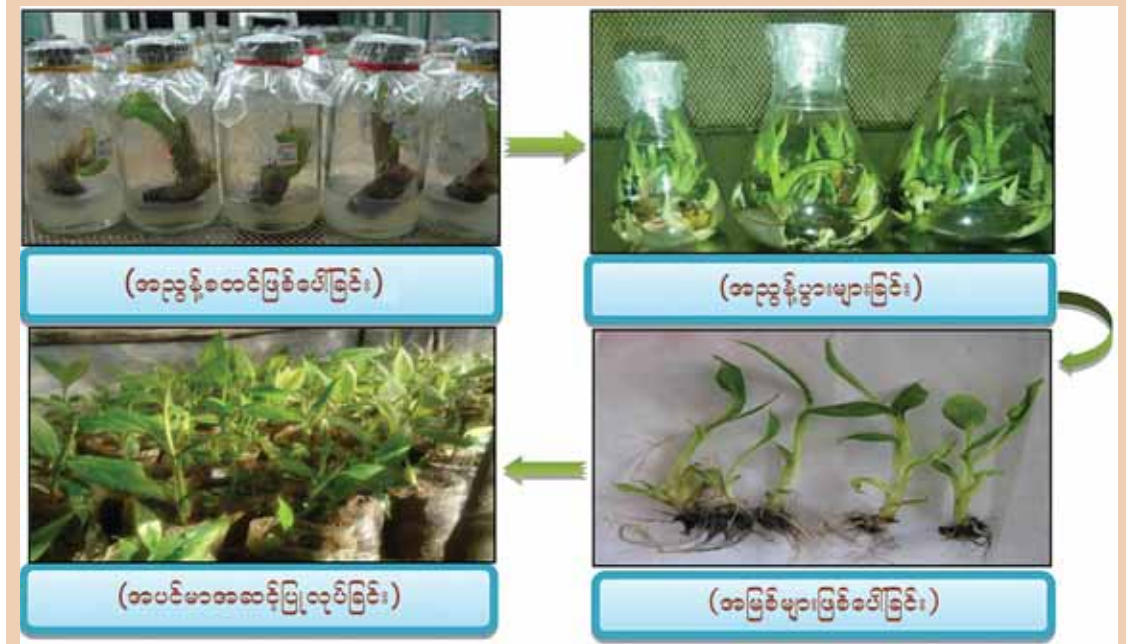 (အညွန့်စတင်ဖြစ်ပေါ်ခြင်း)
(အညွန့်ပွားများခြင်း)
(အမြစ်များဖြစ်ပေါ်ခြင်း)
(အပင်မာအဆင့်ပြုလုပ်ခြင်း)